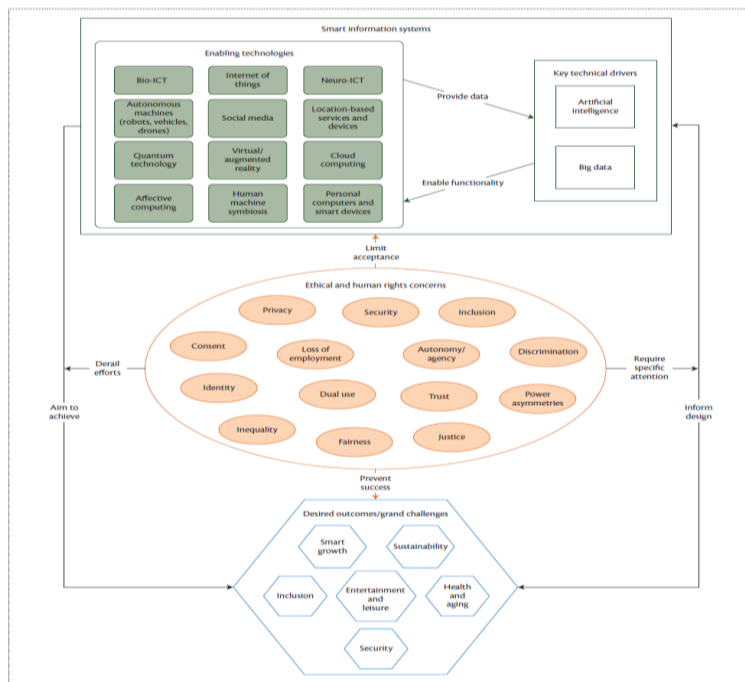 Smart information systems
Enabling technologies
Bio-ICT
Internet of
things
Neuro-ICT
Autonomous
machines
(robots, vehicles,
drones)
Social media
Location-based
services and
devices
Quantum
technology
Virtual/
augmented
reality
Cloud
computing
Affective
computing
Human
machine
symbiosis
Personal
computers and
smart devices
Provide data
Enable functionality
Key technical drivers
Artificial
intelligence
Big data
Limit
acceptance
Ethical and human rights concerns
Privacy
Security
Inclusion
Consent
Loss of
employment
Autonomy/
agency
Discrimination
Identity
Dual use
Trust
Power
asymmetries
Inequality
Fairness
Justice
Derail
efforts
Require
specific
attention
Aim to
achieve
Inform
design
Prevent
success
Desired outcomes/grand challenges
Smart
growth
Sustainability
Inclusion
Entertainment
and
leisure
Health
and
aging
Security